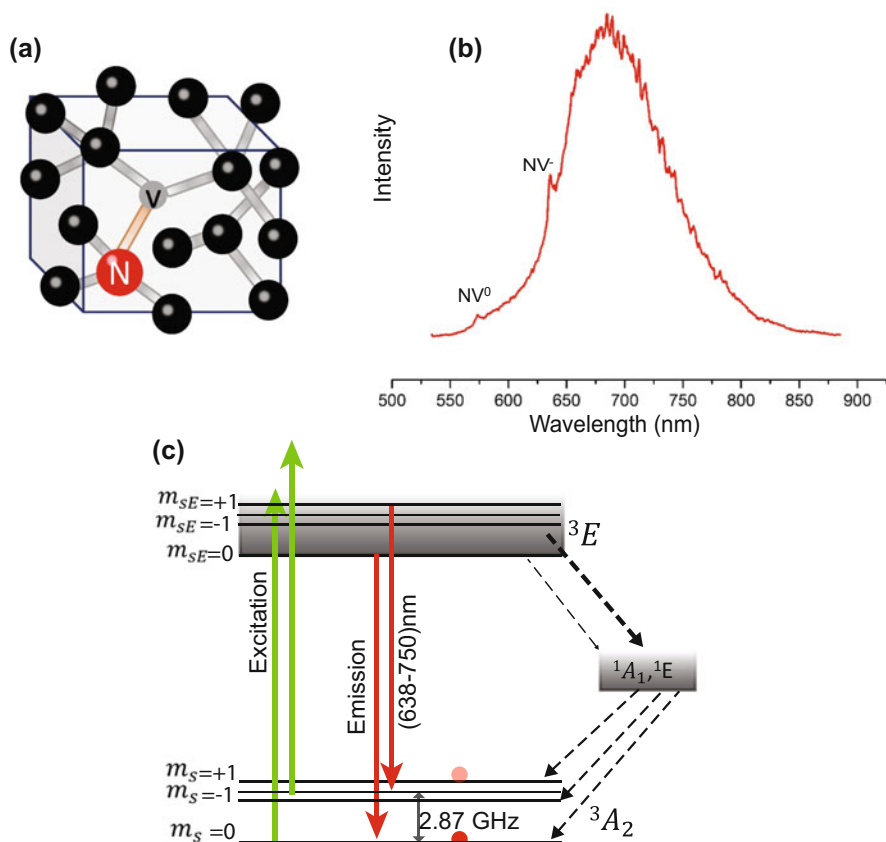 (a)
V
N
(b)
Intensity
NV⁻
NV⁰
500 550 600 650 700 750 800 850 900
Wavelength (nm)
(c)
mₛE=+1
mₛE=-1
mₛE=0
³E
Excitation
Emission
(638-750)nm
¹A₁,¹E
mₛ=+1
mₛ=-1
mₛ=0
2.87 GHz
³A₂